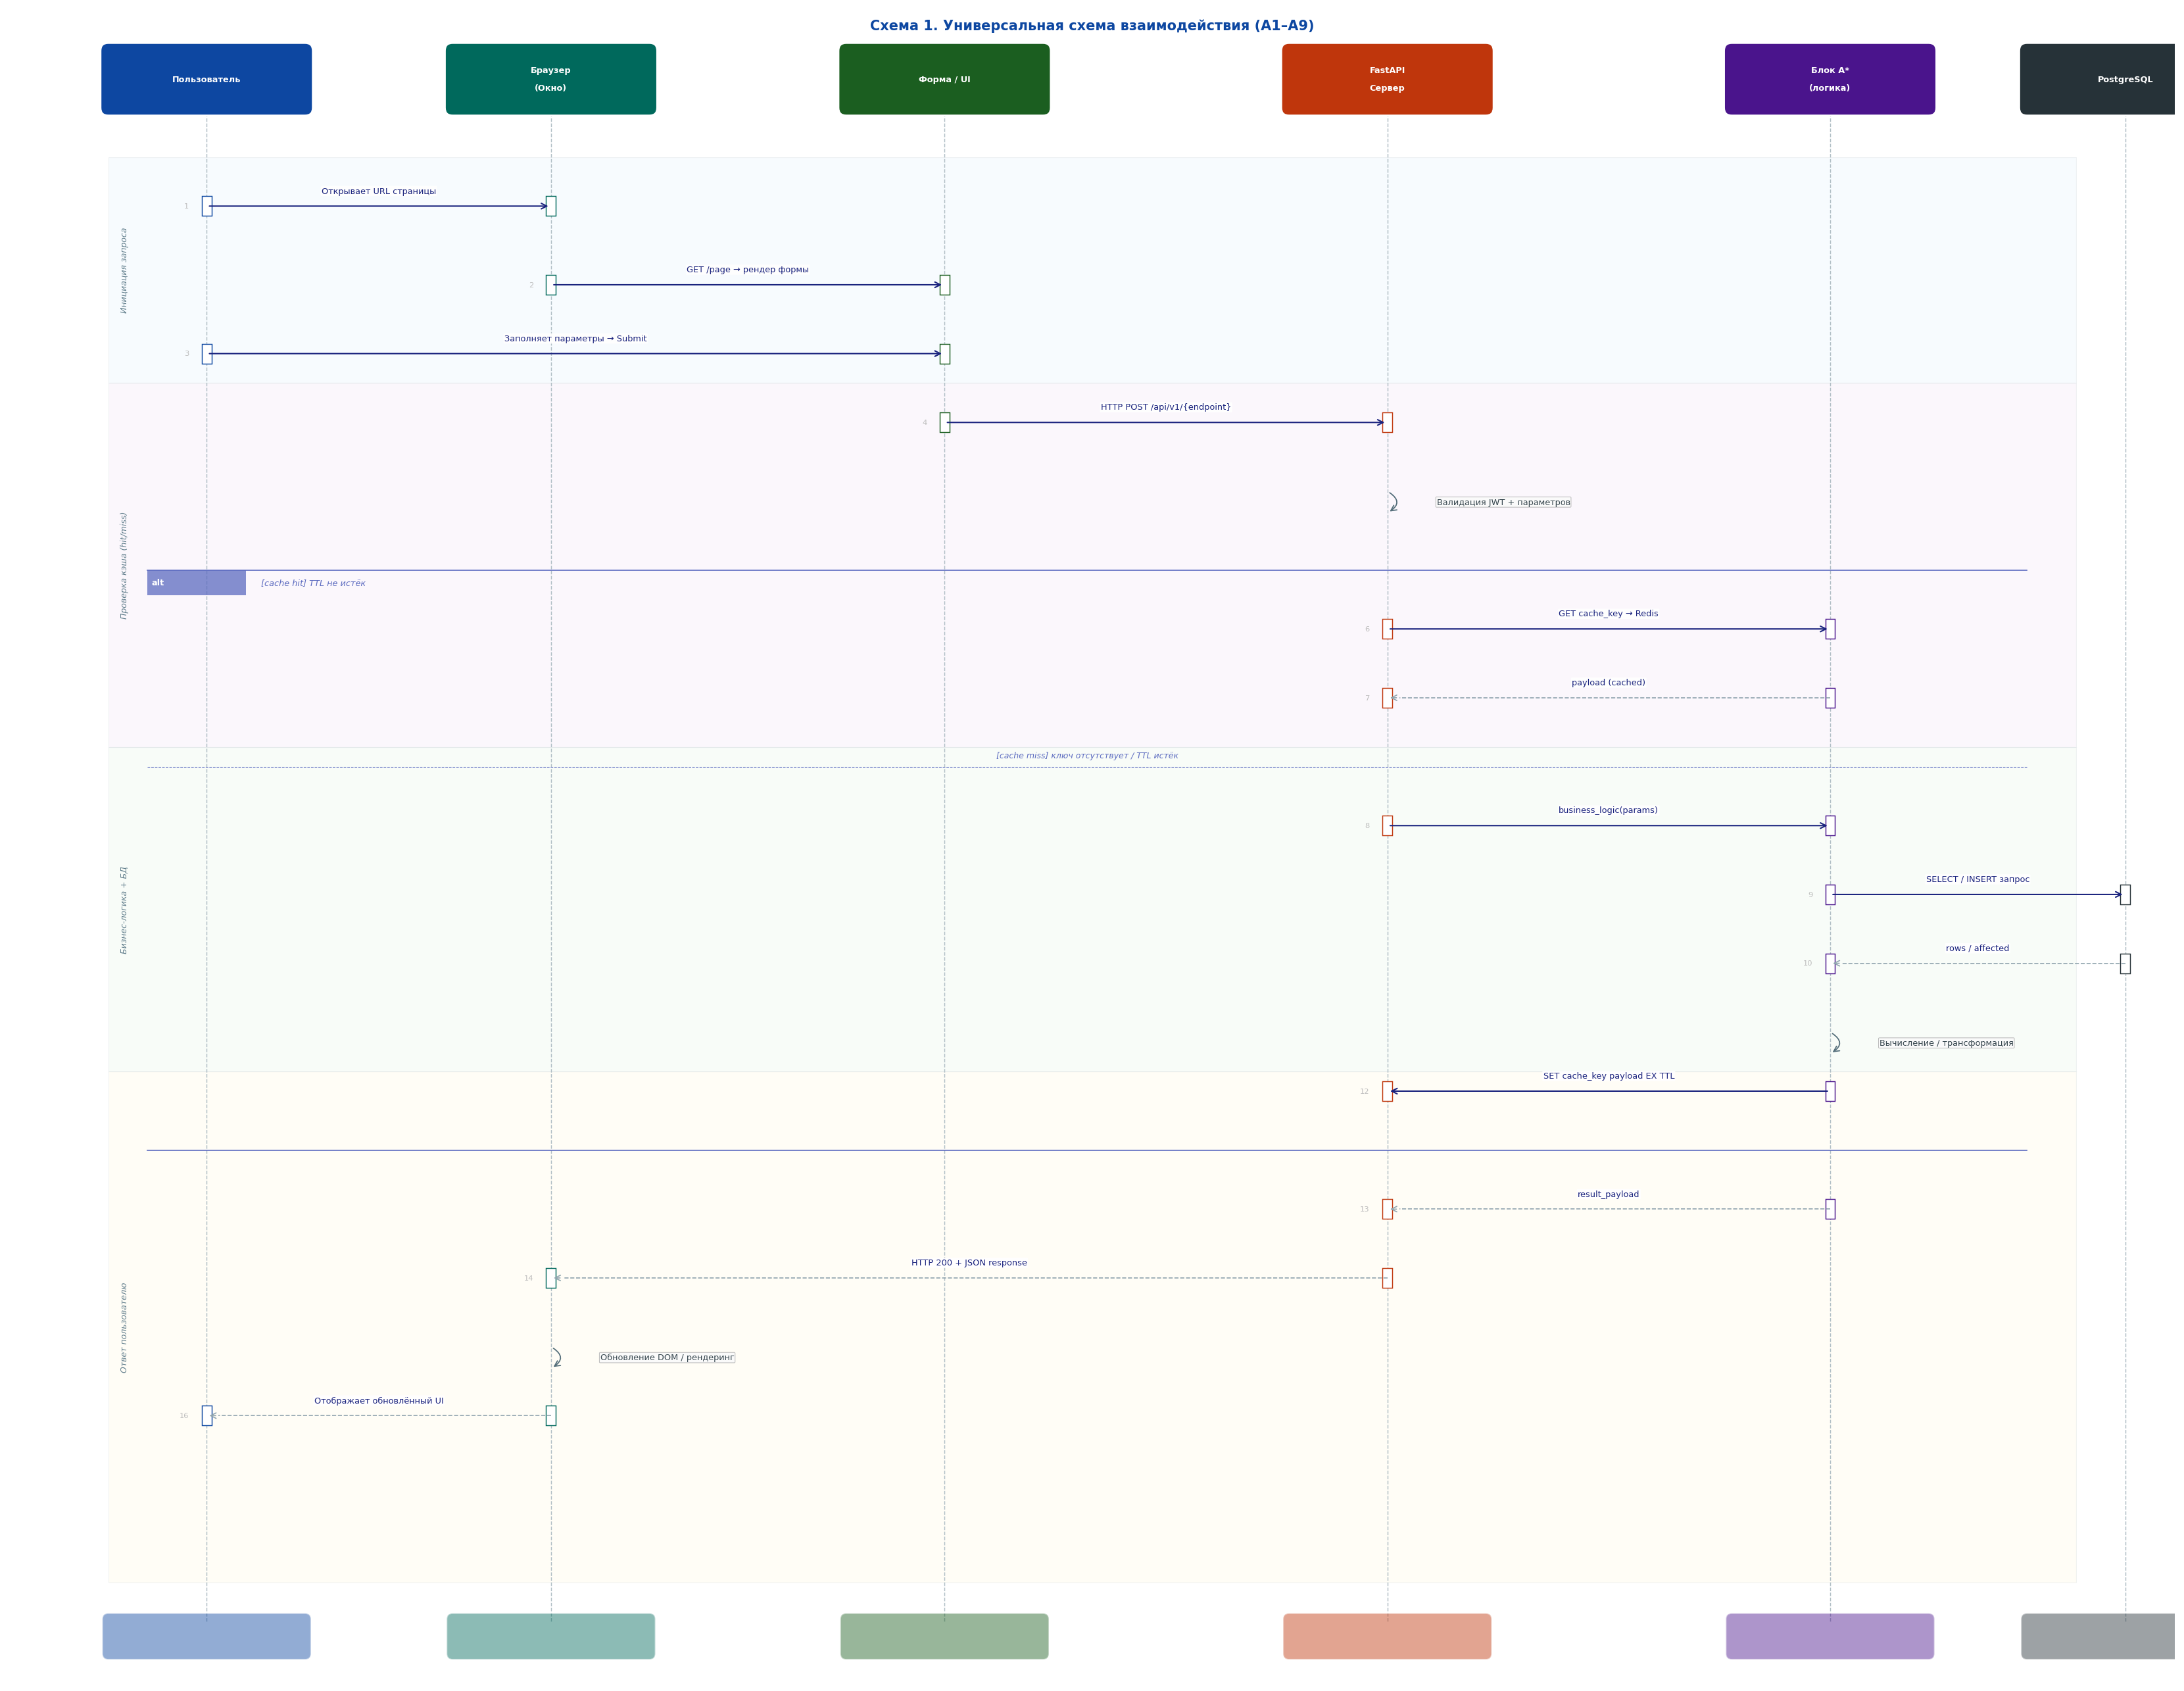 Схема 1. Универсальная схема взаимодействия (А1–А9)
Пользователь
Браузер
(Окно)
Форма / UI
FastAPI
Сервер
Блок А*
(логика)
PostgreSQL
Инициация запроса
1
Открывает URL страницы
2
GET /page → рендер формы
3
Заполняет параметры → Submit
Проверка кэша (hit/miss)
4
HTTP POST /api/v1/{endpoint}
Валидация JWT + параметров
alt
[cache hit] TTL не истёк
6
GET cache_key → Redis
7
payload (cached)
[cache miss] ключ отсутствует / TTL истёк
Бизнес-логика + БД
8
business_logic(params)
9
SELECT / INSERT запрос
10
rows / affected
Вычисление / трансформация
12
SET cache_key payload EX TTL
Ответ пользователю
13
result_payload
14
HTTP 200 + JSON response
Обновление DOM / рендеринг
16
Отображает обновлённый UI